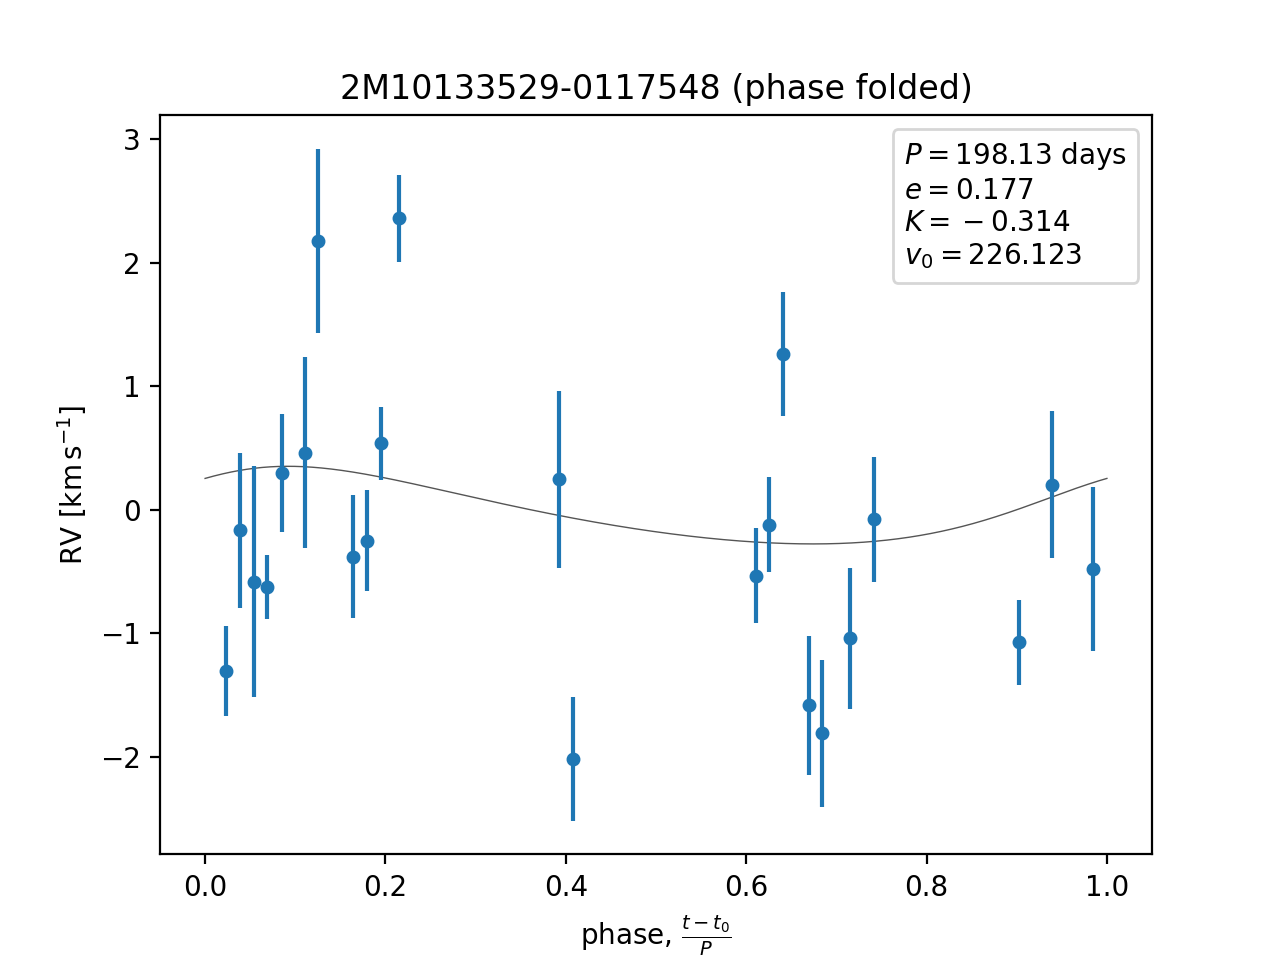 2M10133529-0117548 (phase folded)
P = 198.13 days
e = 0.177
K = −0.314
v₀ = 226.123
RV [km s⁻¹]
3
2
1
0
−1
−2
0.0 0.2 0.4 0.6 0.8 1.0
phase, (t − t₀)/P